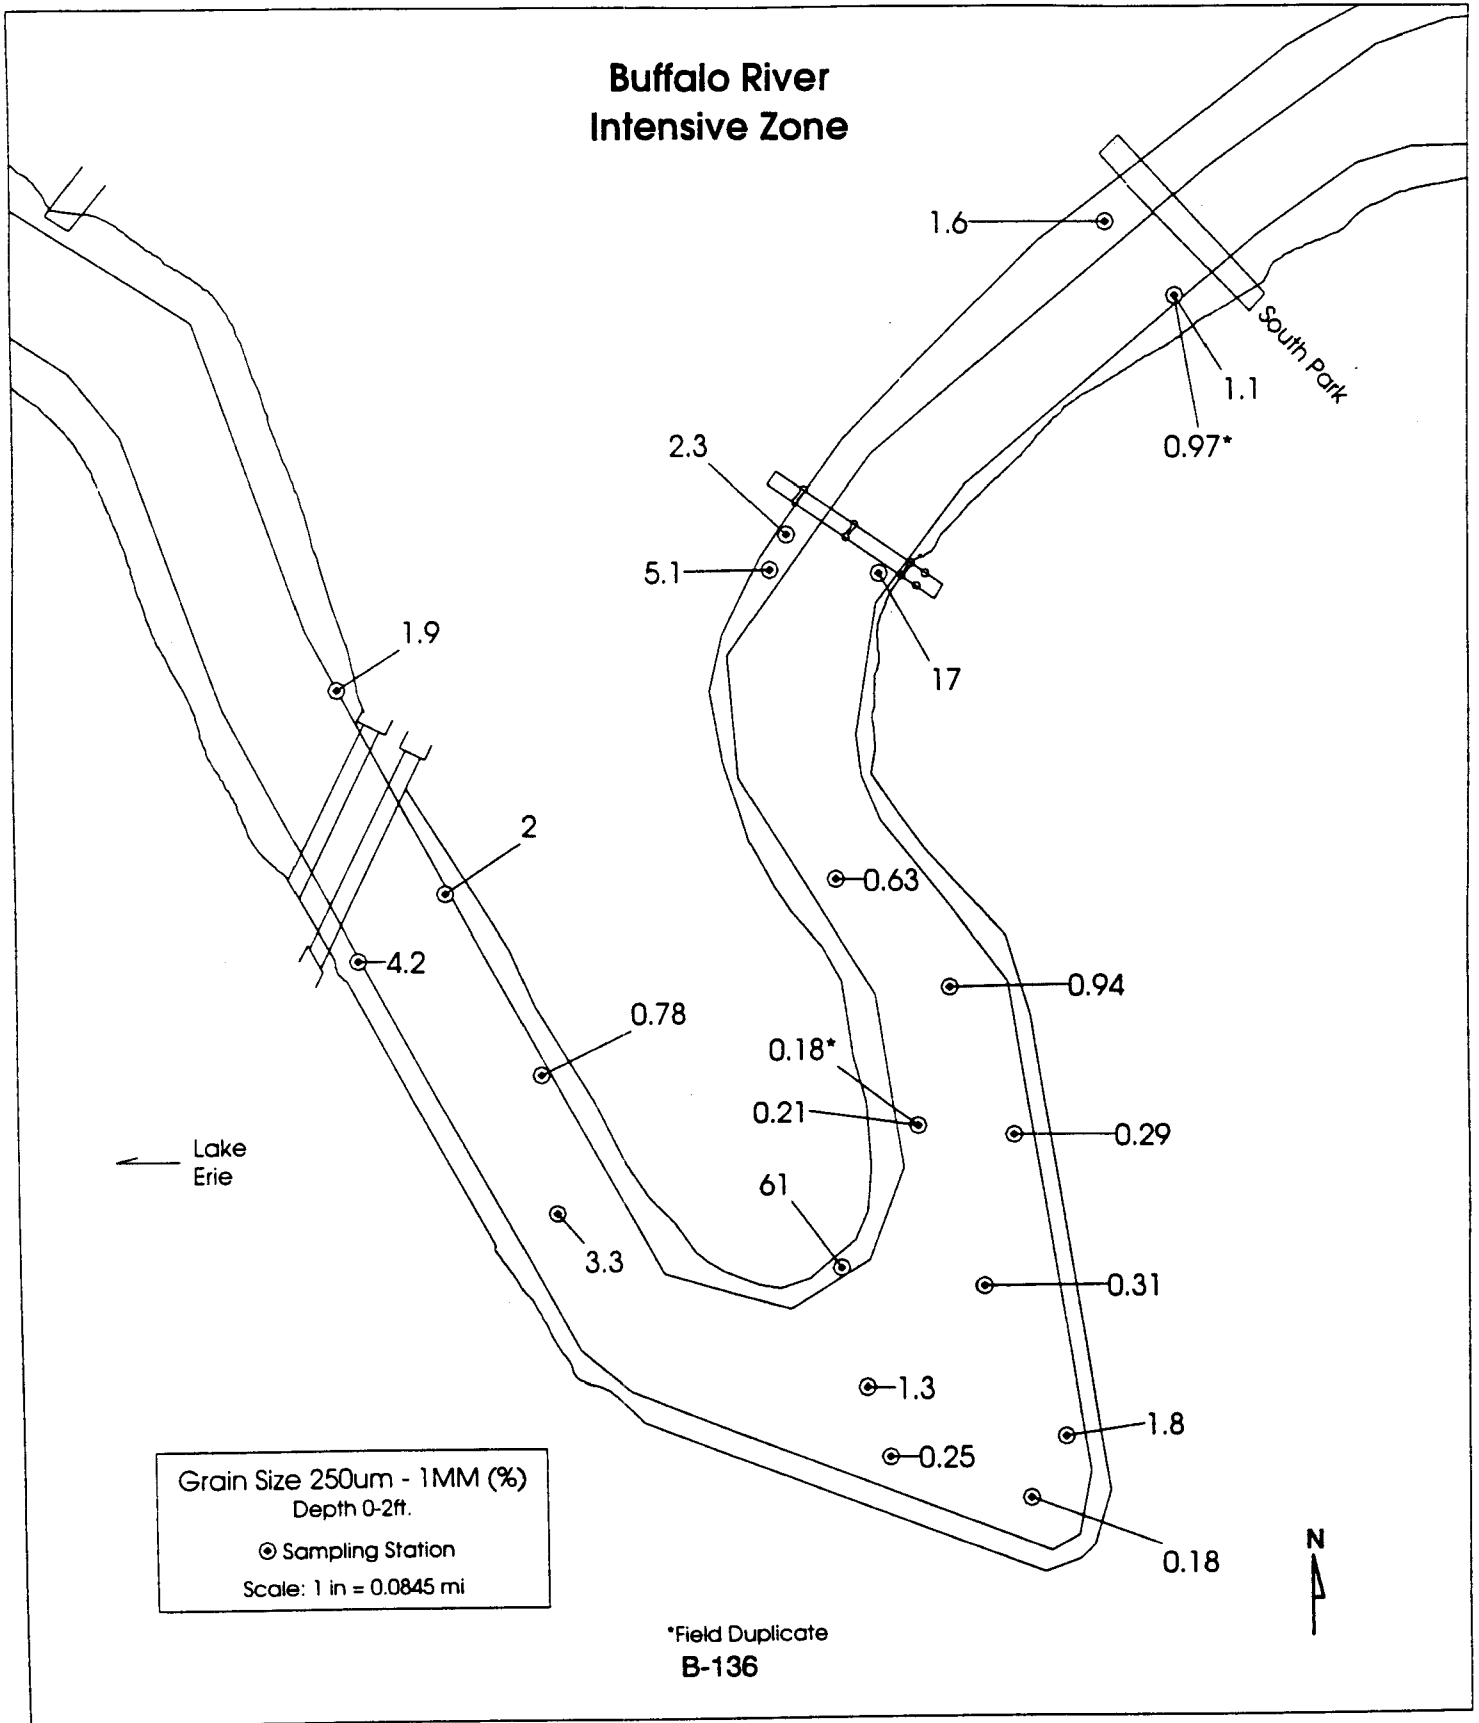 Buffalo River
Intensive Zone
1.6
South Park
1.1
0.97*
2.3
5.1
17
1.9
2
0.63
4.2
0.94
0.78
0.18*
0.21
0.29
Lake
Erie
61
3.3
0.31
1.3
1.8
0.25
0.18
Grain Size 250um - 1MM (%)
Depth 0-2ft.
Sampling Station
Scale: 1 in = 0.0845 mi
N
*Field Duplicate
B-136